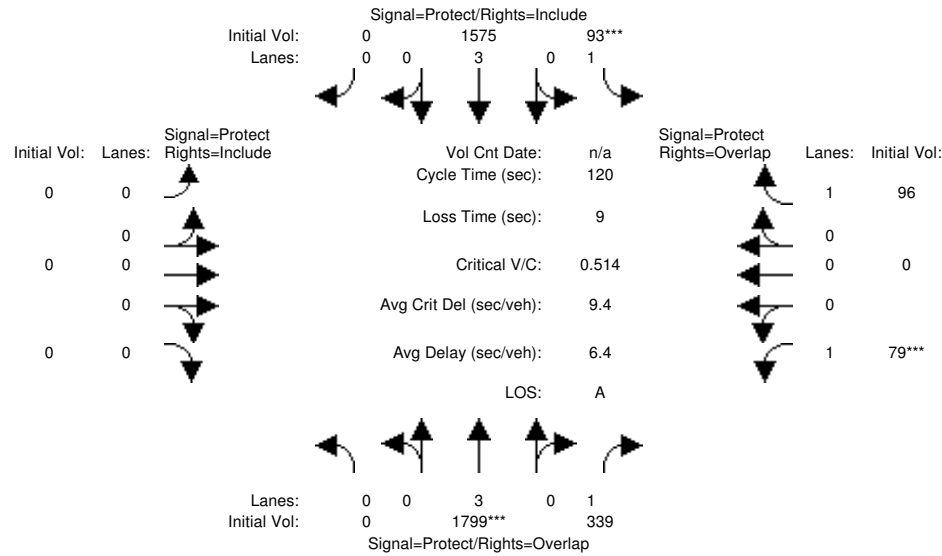 Signal=Protect/Rights=Include
Initial Vol: 0 1575 93***
Lanes: 0 0 3 0 1
Signal=Protect
Initial Vol: Lanes: Rights=Include
Vol Cnt Date: n/a
Signal=Protect
Rights=Overlap Lanes: Initial Vol:
Cycle Time (sec): 120
0 0
1 96
Loss Time (sec): 9
0
0
0 0
Critical V/C: 0.514
0 0
0
Avg Crit Del (sec/veh): 9.4
0
0 0
Avg Delay (sec/veh): 6.4
1 79***
LOS: A
Lanes: 0 0 3 0 1
Initial Vol: 0 1799*** 339
Signal=Protect/Rights=Overlap